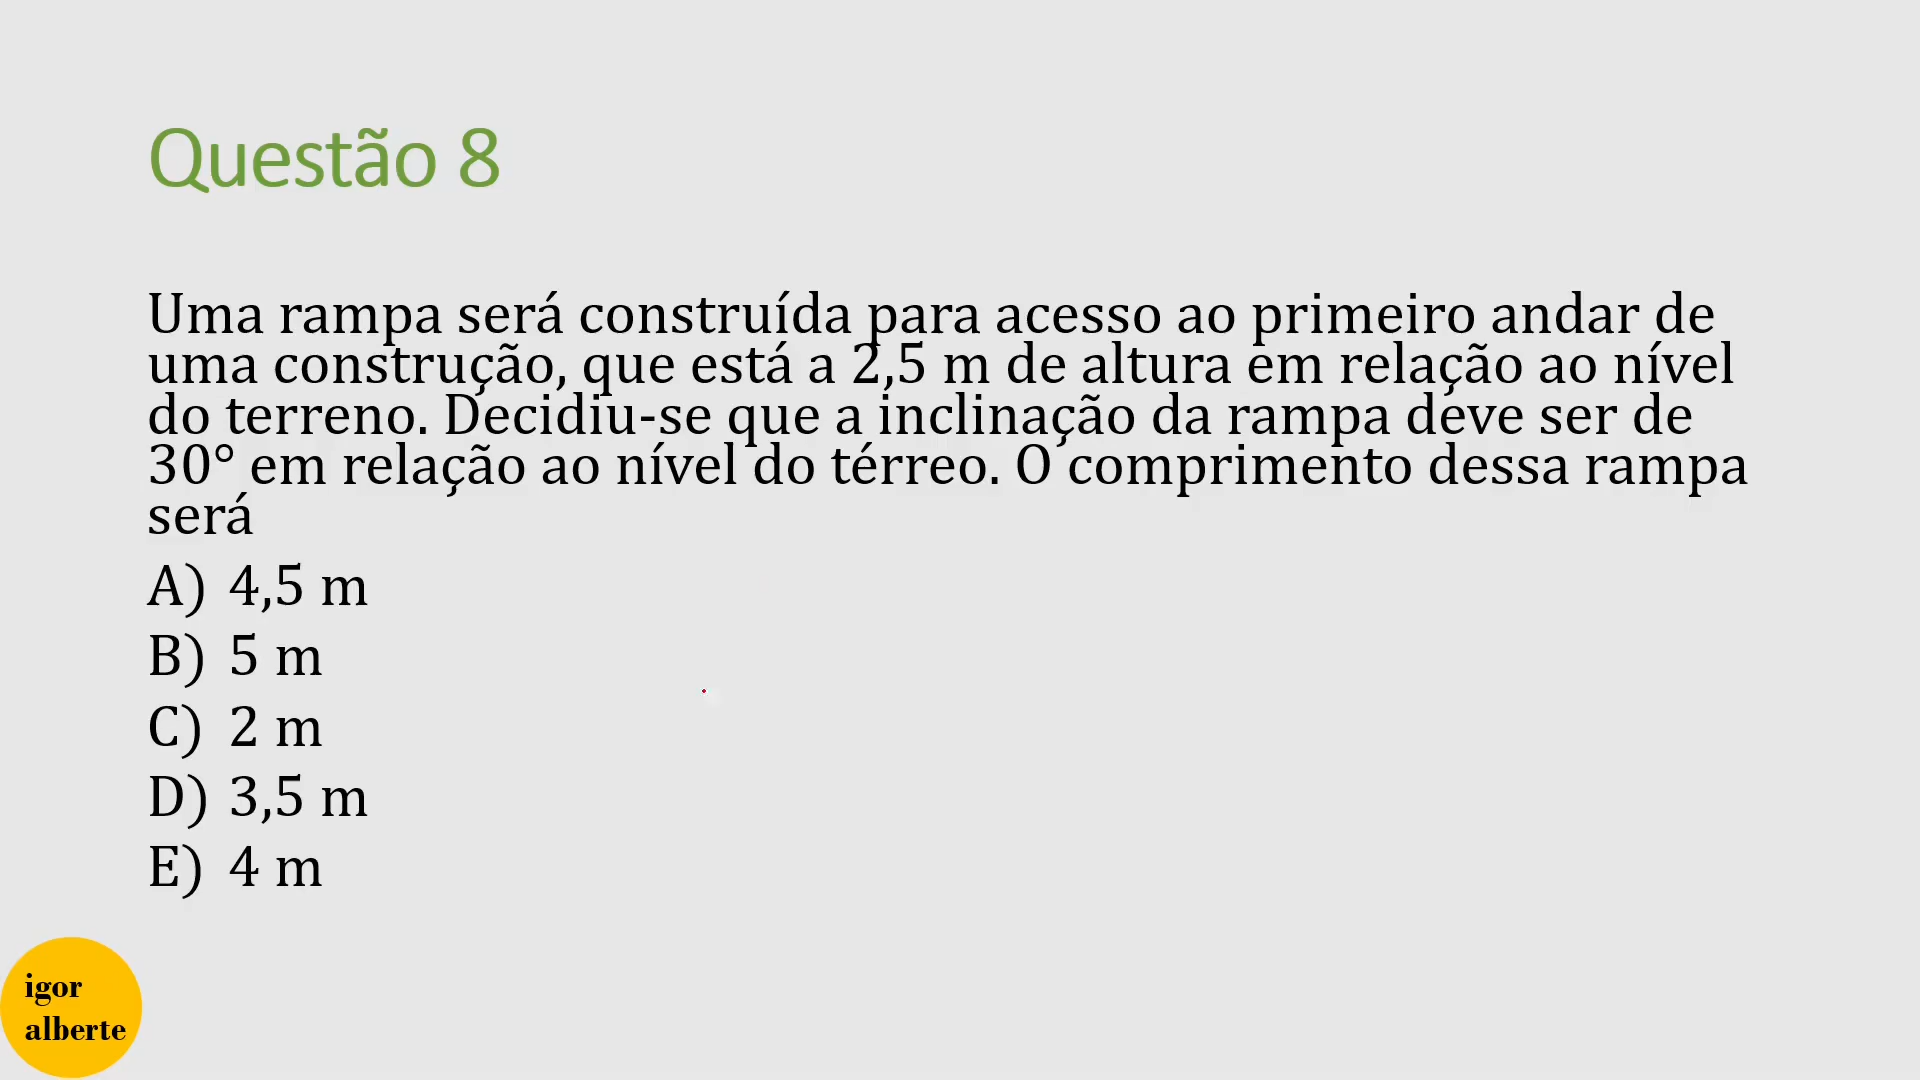 Questão 8
Uma rampa será construída para acesso ao primeiro andar de
uma construção, que está a 2,5 m de altura em relação ao nível
do terreno. Decidiu-se que a inclinação da rampa deve ser de
30° em relação ao nível do térreo. O comprimento dessa rampa
será
A) 4,5 m
B) 5 m
C) 2 m
D) 3,5 m
E) 4 m
igor
alberte